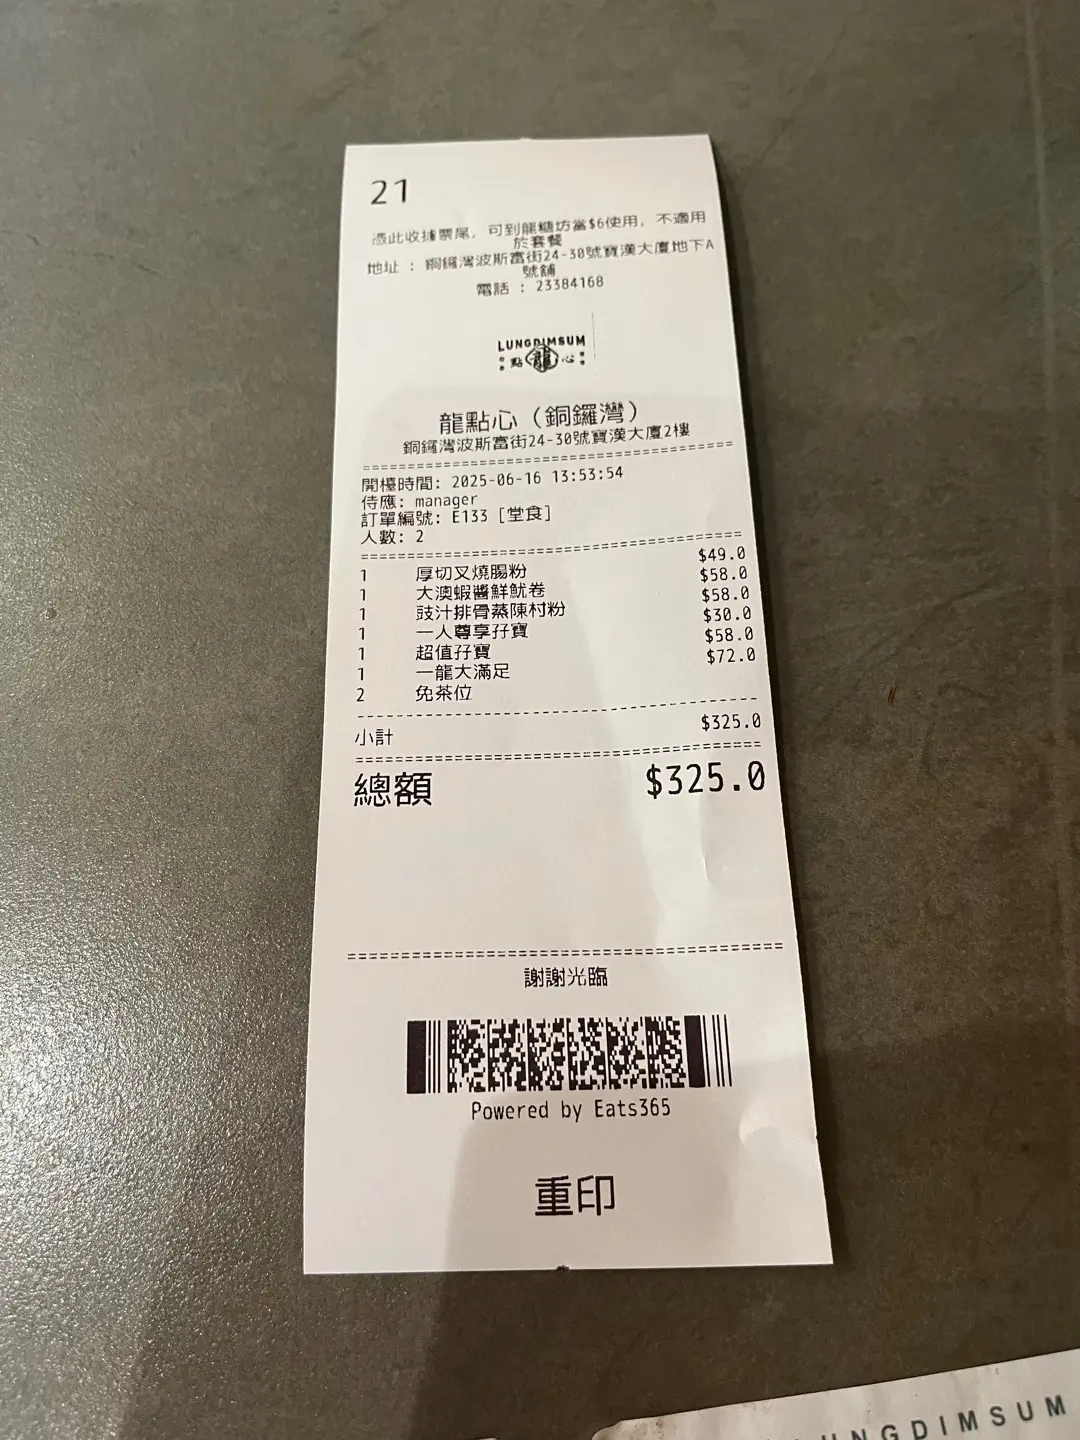 21
憑此收據票尾，可到龍糖坊當$6使用，不適用
於套餐
地址 : 銅鑼灣波斯富街24-30號寶漢大廈地下A
號舖
電話 : 23384168
LUNGDIMSUM
點龍心
龍點心（銅鑼灣）
銅鑼灣波斯富街24-30號寶漢大廈2樓
開檯時間: 2025-06-16 13:53:54
侍應: manager
訂單編號: E133 [堂食]
人數: 2
1 厚切叉燒腸粉 $49.0
1 大澳蝦醬鮮魷卷 $58.0
1 豉汁排骨蒸陳村粉 $58.0
1 一人尊享孖寶 $30.0
1 超值孖寶 $58.0
1 一龍大滿足 $72.0
2 免茶位
小計 $325.0
總額 $325.0
謝謝光臨
Powered by Eats365
重印
UNGDIMSUM